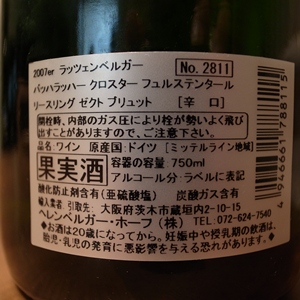 2007er ラッツェンベルガー No. 2811
バッハラッハー クロスター フュルステンタール
リースリング ゼクト ブリュット [辛 口]
開栓時、内部のガス圧により栓が勢いよく飛び
出すことがありますので、ご注意下さい。
品名:ワイン 原産国:ドイツ [ミッテルライン地域]
果実酒 容器の容量:750ml
アルコール分:ラベルに表記
酸化防止剤含有(亜硫酸塩) 炭酸ガス含有
輸入業者: 引取先: 大阪府茨木市蔵垣内2-10-15
ヘレンベルガー・ホーフ(株) TEL: 072-624-7540
◆お酒は20歳になってから。妊娠中や授乳期の飲酒は、
胎児・乳児の発育に悪影響を与える恐れがあります。◆
4946661788115